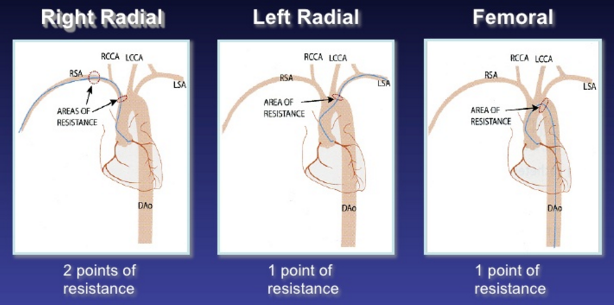 Right Radial
RCCA LCCA
RSA
LSA
AREAS OF
RESISTANCE
DAo
2 points of
resistance
Left Radial
RCCA LCCA
RSA
LSA
AREA OF
RESISTANCE
DAo
1 point of
resistance
Femoral
RCCA LCCA
RSA
LSA
AREA OF
RESISTANCE
DAo
1 point of
resistance